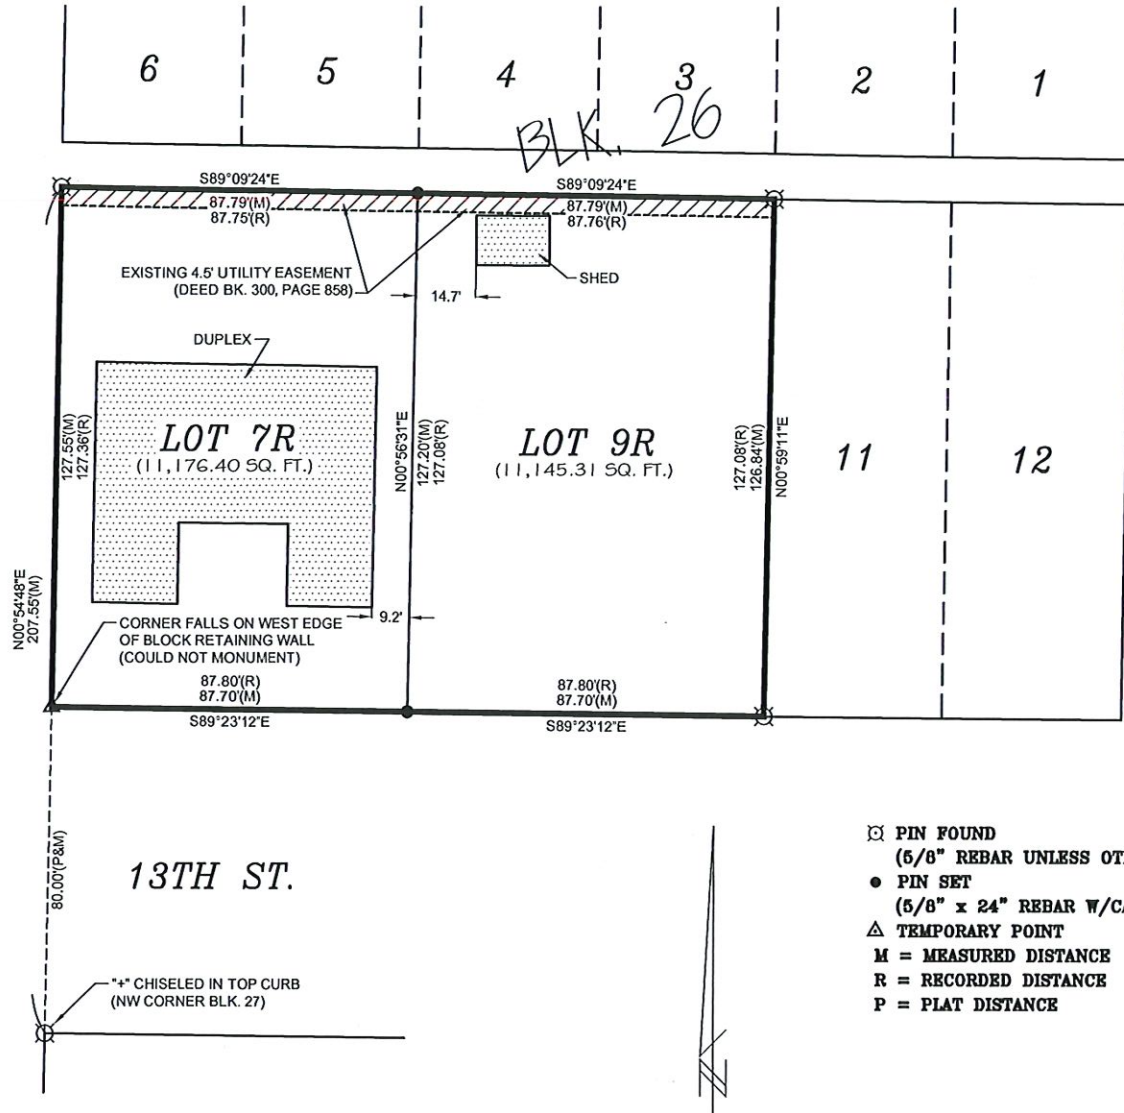 6 5 4 3 2 1
BLK. 26
S89°09'24"E
87.79'(M)
87.75'(R)
S89°09'24"E
87.79'(M)
87.76'(R)
EXISTING 4.5' UTILITY EASEMENT
(DEED BK. 300, PAGE 858)
14.7'
SHED
DUPLEX
LOT 7R
(11,176.40 SQ. FT.)
127.55'(M)
127.36'(R)
N00°56'31"E
127.20'(M)
127.08'(R)
LOT 9R
(11,145.31 SQ. FT.)
127.08'(R)
126.84'(M)
N00°59'11"E
11 12
N00°54'48"E
207.55'(M)
9.2'
CORNER FALLS ON WEST EDGE
OF BLOCK RETAINING WALL
(COULD NOT MONUMENT)
87.80'(R)
87.70'(M)
S89°23'12"E
87.80'(R)
87.70'(M)
S89°23'12"E
80.00'(P&M)
13TH ST.
"+" CHISELED IN TOP CURB
(NW CORNER BLK. 27)
N
PIN FOUND
(5/8" REBAR UNLESS
PIN SET
(5/8" x 24" REBAR
TEMPORARY POINT
M = MEASURED DISTANCE
R = RECORDED DISTANCE
P = PLAT DISTANCE